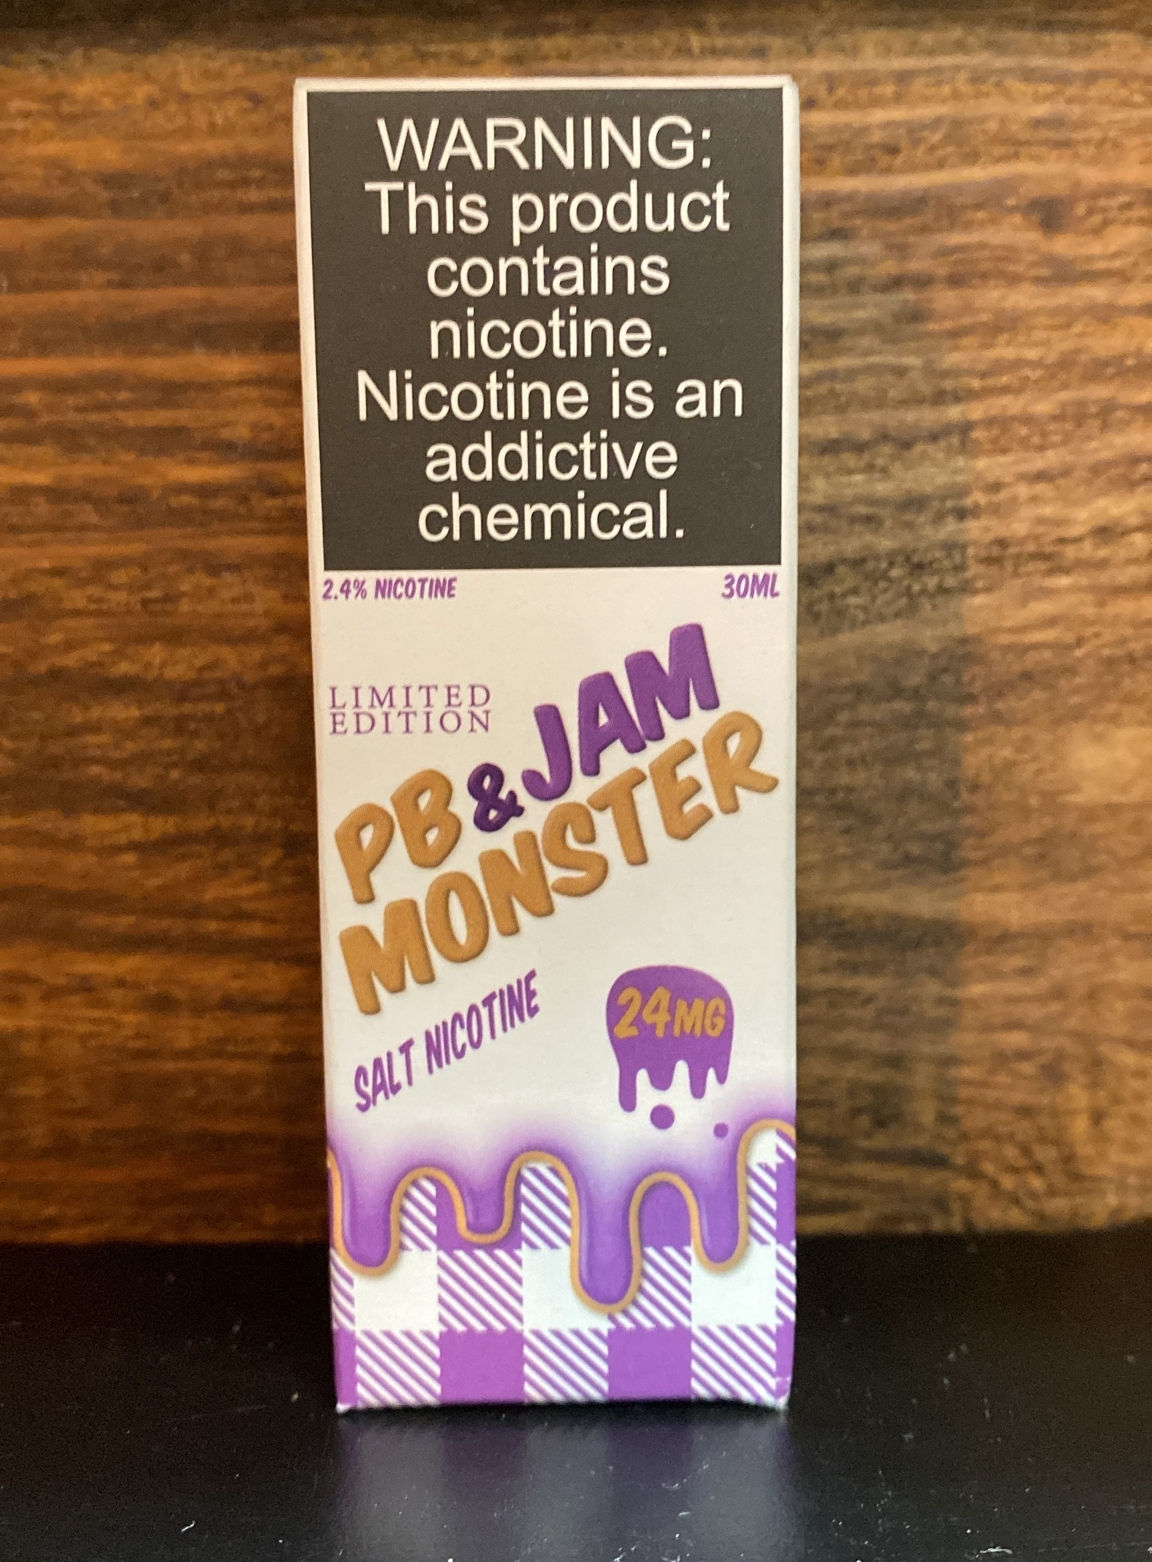 WARNING:
This product
contains
nicotine.
Nicotine is an
addictive
chemical.
2.4% NICOTINE 30ML
LIMITED
EDITION
PB & JAM
MONSTER
SALT NICOTINE
24MG